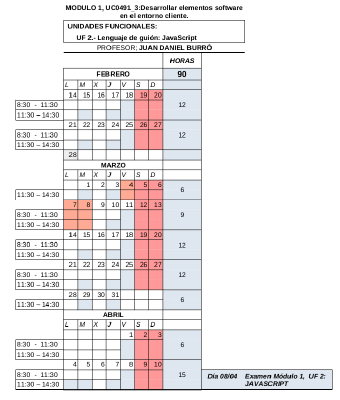 MODULO 1, UC0491_3:Desarrollar elementos software
en el entorno cliente.
UNIDADES FUNCIONALES:
UF 2.- Lenguaje de guión: JavaScript
PROFESOR; JUAN DANIEL BURRÓ
HORAS
FEBRERO 90
L M X J V S D
14 15 16 17 18 19 20
8:30 - 11:30 12
11:30 – 14:30
21 22 23 24 25 26 27
8:30 - 11:30 12
11:30 – 14:30
28
MARZO
L M X J V S D
1 2 3 4 5 6
11:30 – 14:30 6
7 8 9 10 11 12 13
8:30 - 11:30 9
11:30 – 14:30
14 15 16 17 18 19 20
8:30 - 11:30 12
11:30 – 14:30
21 22 23 24 25 26 27
8:30 - 11:30 12
11:30 – 14:30
28 29 30 31
11:30 – 14:30 6
ABRIL
L M X J V S D
1 2 3
8:30 - 11:30 6
11:30 – 14:30
4 5 6 7 8 9 10
8:30 - 11:30 15 Día 08/04 Examen Módulo 1, UF 2:
11:30 – 14:30 JAVASCRIPT